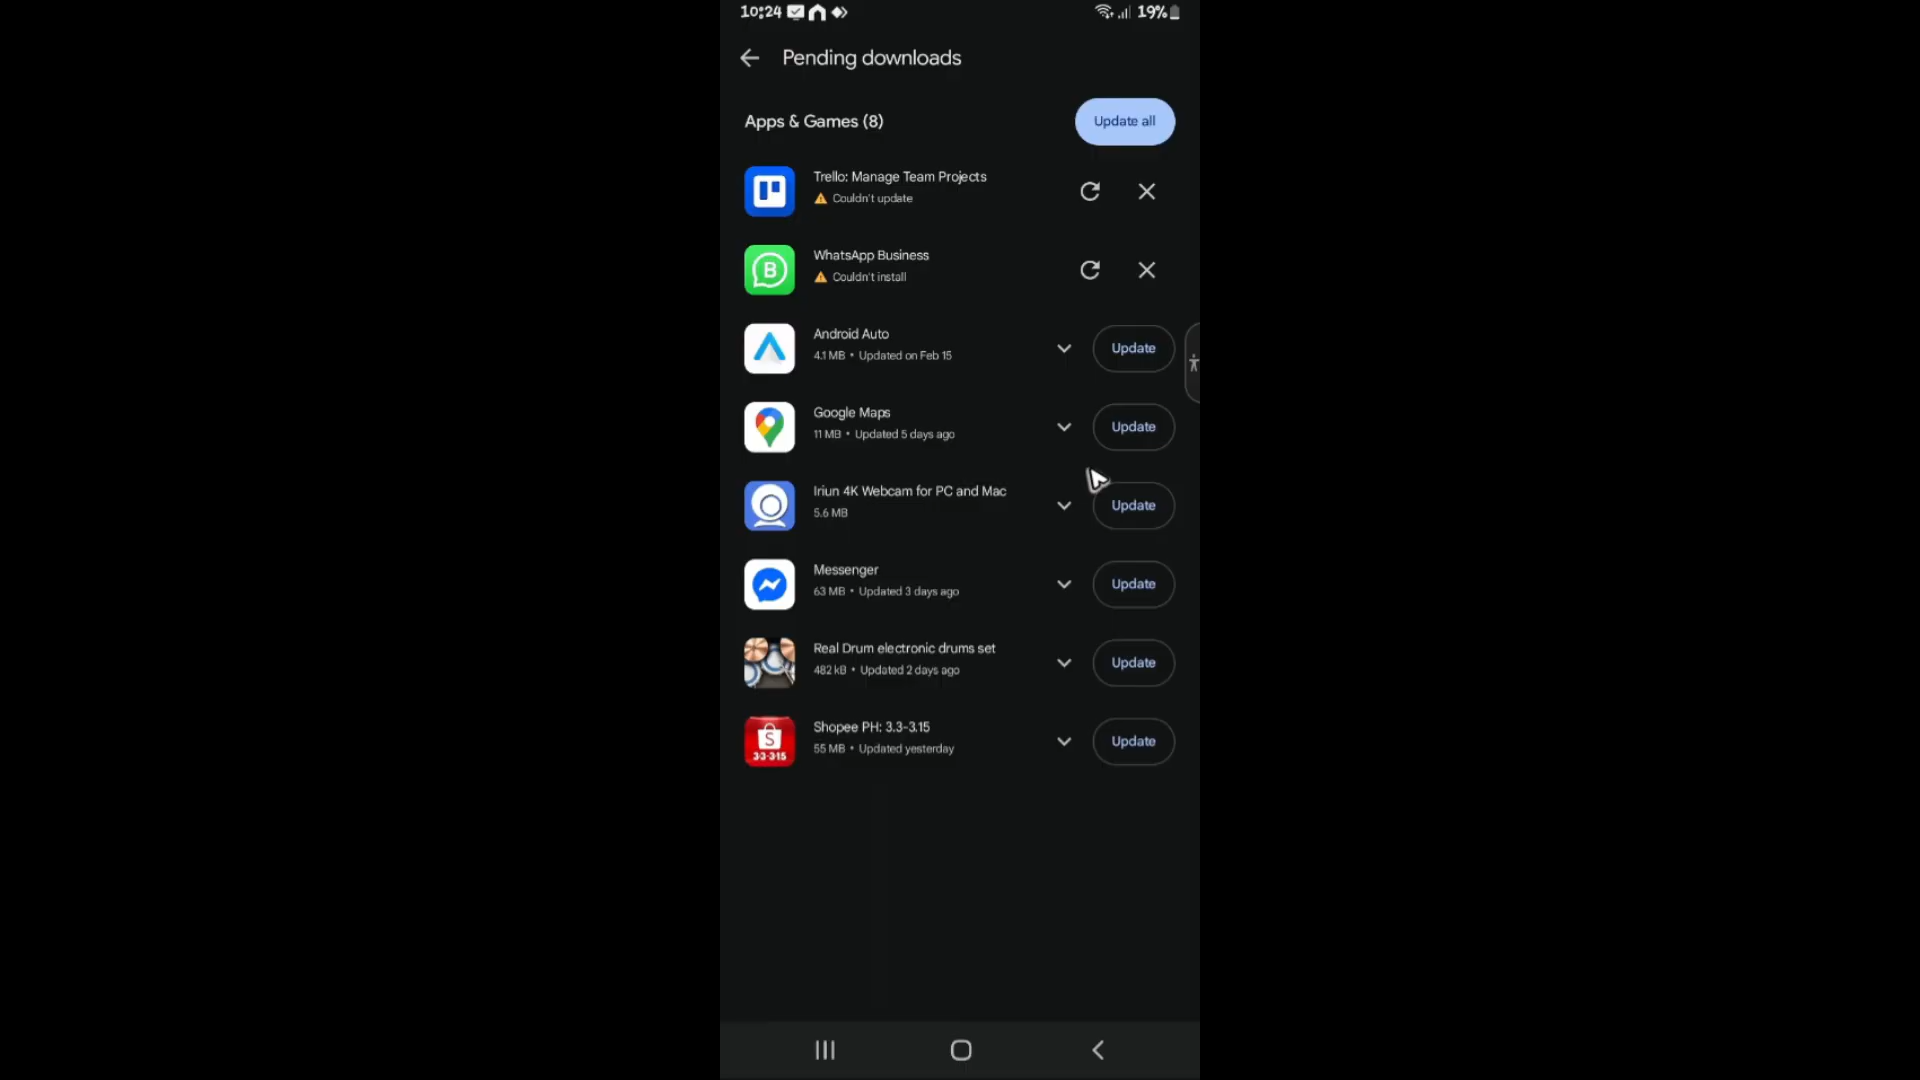 10:24
19%
Pending downloads
Apps & Games (8)
Update all
Trello: Manage Team Projects
Couldn't update
WhatsApp Business
Couldn't install
B
Android Auto
4.1 MB • Updated on Feb 15
Update
Google Maps
11 MB • Updated 5 days ago
Update
Iriun 4K Webcam for PC and Mac
5.6 MB
Update
Messenger
63 MB • Updated 3 days ago
Update
Real Drum electronic drums set
482 kB • Updated 2 days ago
Update
Shopee PH: 3.3-3.15
55 MB • Updated yesterday
Update
S
3.3-3.15